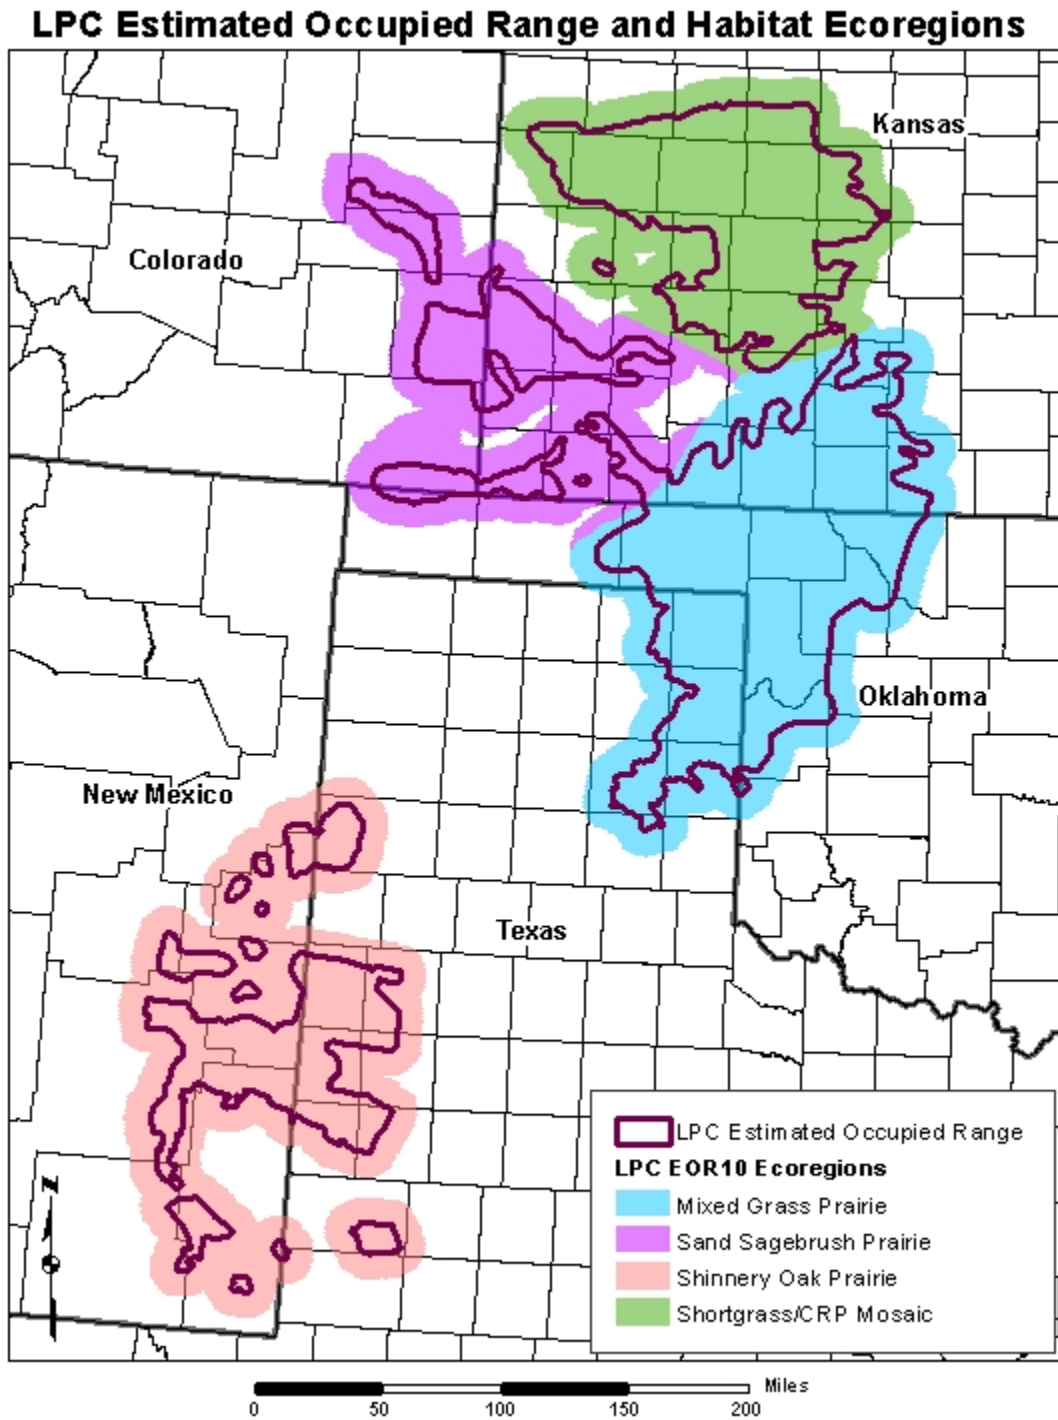 LPC Estimated Occupied Range and Habitat Ecoregions
Kansas
Colorado
Oklahoma
New Mexico
Texas
LPC Estimated Occupied Range
LPC EOR10 Ecoregions
Mixed Grass Prairie
Sand Sagebrush Prairie
Shinnery Oak Prairie
Shortgrass/CRP Mosaic
N
Miles
0 50 100 150 200